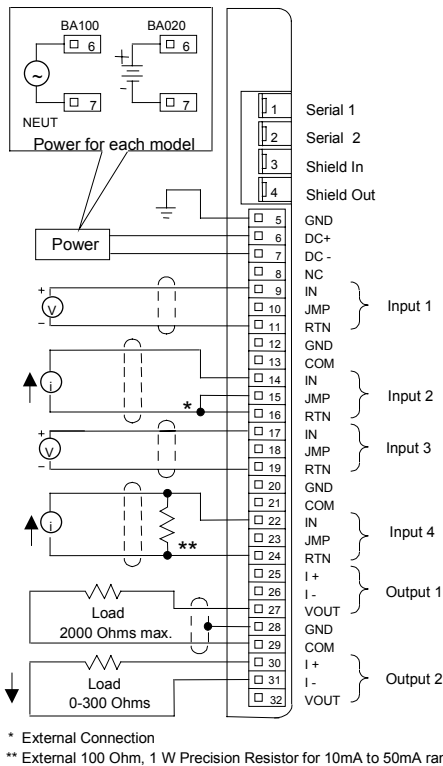 BA100 BA020
6 6
~ + -
7 7
NEUT
Power for each model
Power
1 Serial 1
2 Serial 2
3 Shield In
4 Shield Out
5 GND
6 DC+
7 DC -
8 NC
+ V - 9 IN
10 JMP Input 1
11 RTN
12 GND
13 COM
i 14 IN
15 JMP Input 2
* 16 RTN
+ V - 17 IN
18 JMP Input 3
19 RTN
20 GND
21 COM
i 22 IN
23 JMP Input 4
** 24 RTN
25 I +
26 I - Output 1
27 VOUT
Load
2000 Ohms max.
28 GND
29 COM
30 I +
Load
0-300 Ohms
31 I - Output 2
32 VOUT
* External Connection
** External 100 Ohm, 1 W Precision Resistor for 10mA to 50mA ran